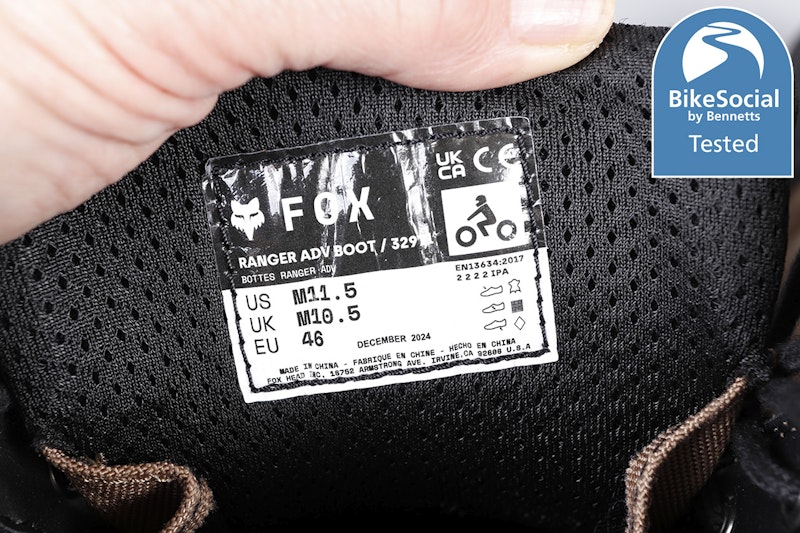 BikeSocial
by Bennetts
Tested
UK
CA CE
FOX
RANGER ADV BOOT / 329
BOTTES RANGER ADV
EN13634:2017
2 2 2 2 IPA
US M11.5
UK M10.5
EU 46
DECEMBER 2024
MADE IN CHINA - FABRIQUE EN CHINE - HECHO EN CHINA
FOX HEAD INC. 16752 ARMSTRONG AVE. IRVINE, CA 92606 U.S.A